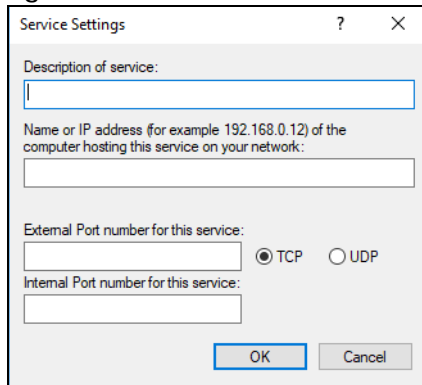 Service Settings ? ×
Description of service:
Name or IP address (for example 192.168.0.12) of the
computer hosting this service on your network:
External Port number for this service:
TCP UDP
Internal Port number for this service:
OK Cancel